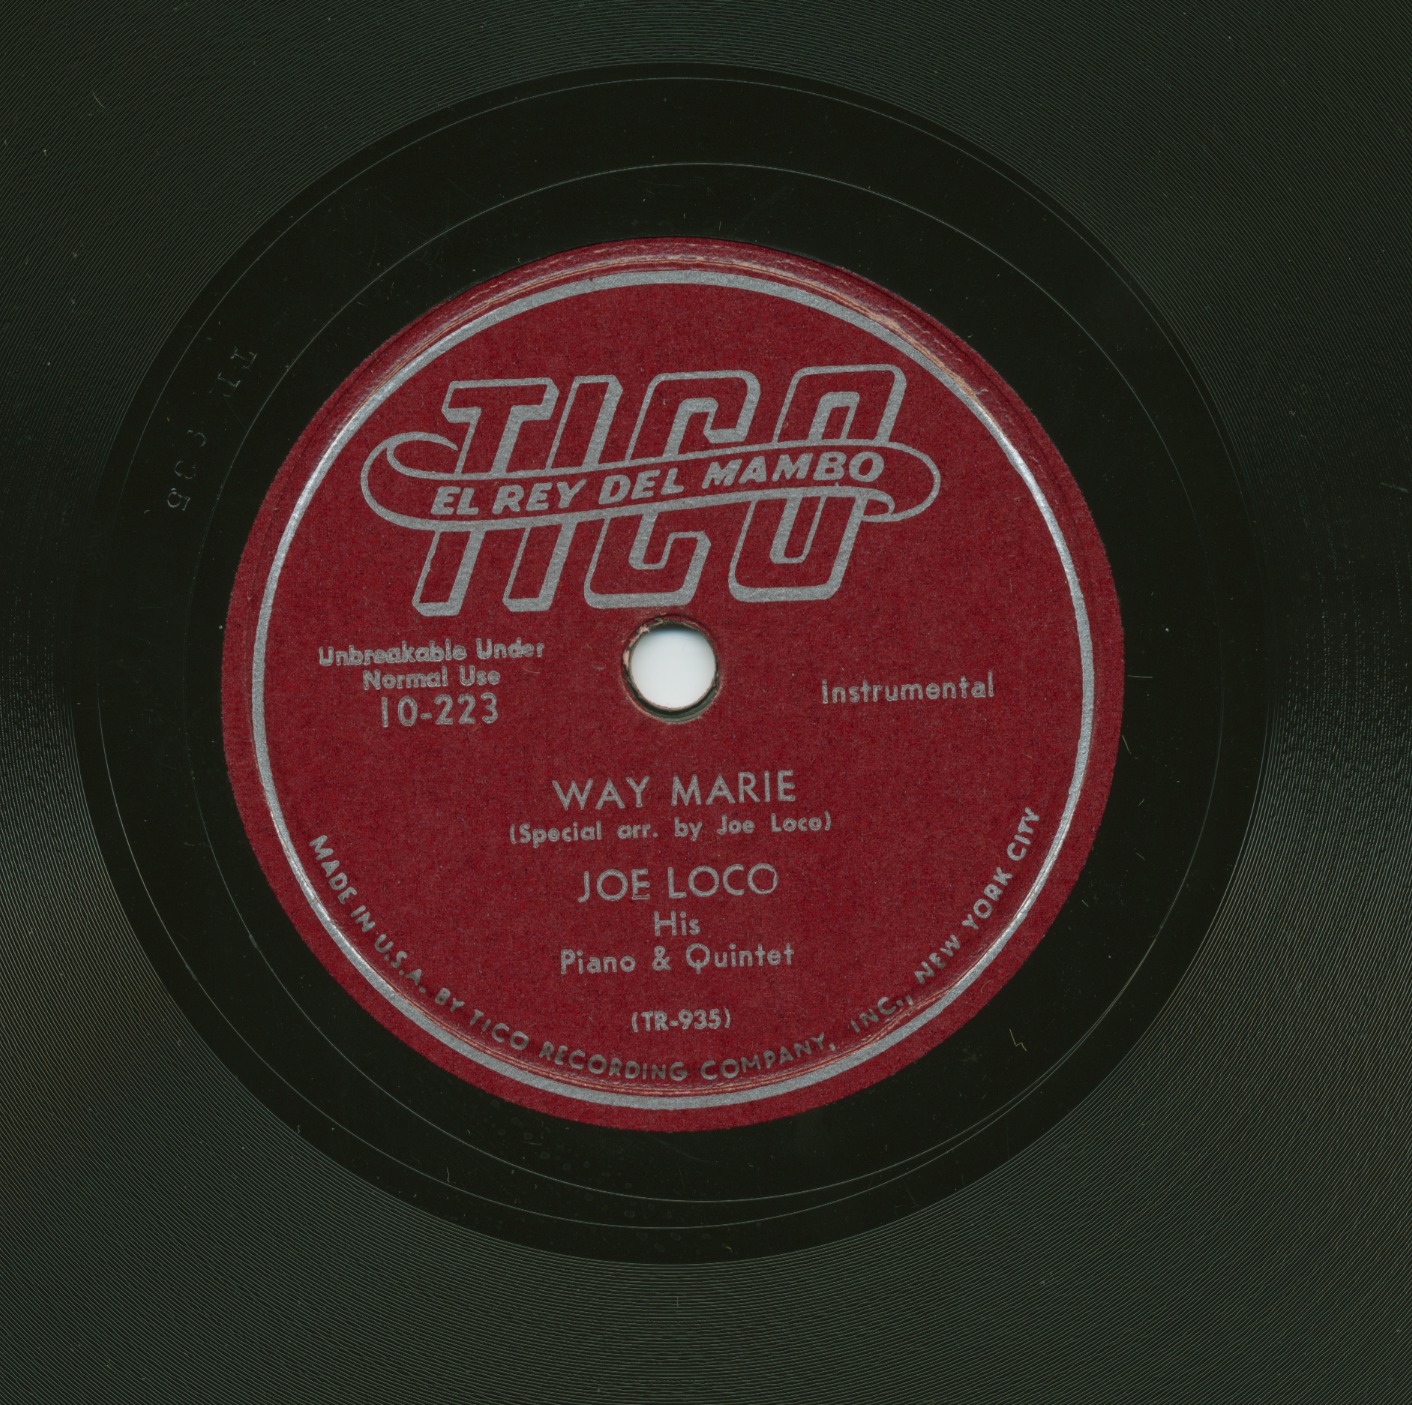 TICO
EL REY DEL MAMBO
Unbreakable Under
Normal Use
10-223
Instrumental
WAY MARIE
(Special arr. by Joe Loco)
JOE LOCO
His
Piano & Quintet
(TR-935)
MADE IN U.S.A. BY TICO RECORDING COMPANY, INC., NEW YORK CITY